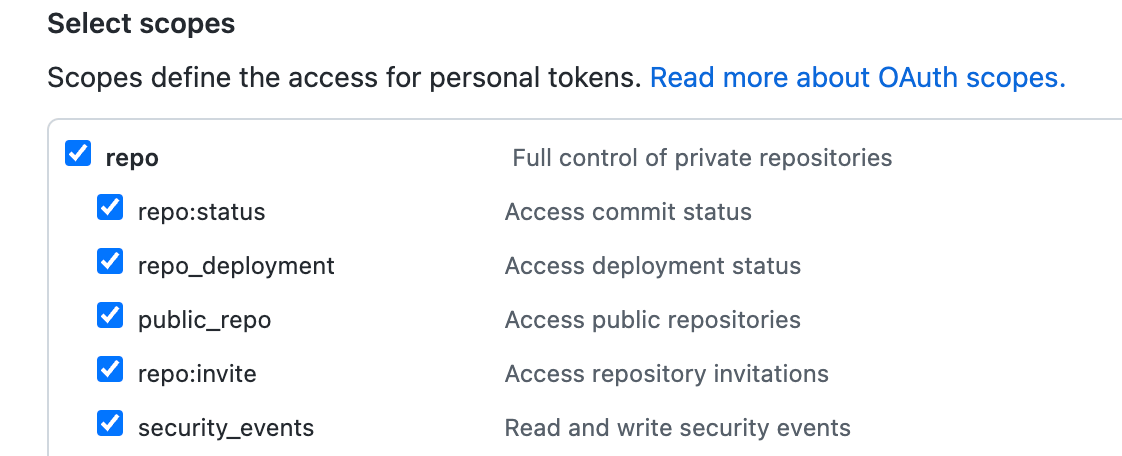 Select scopes
Scopes define the access for personal tokens. Read more about OAuth scopes.
repo Full control of private repositories
repo:status Access commit status
repo_deployment Access deployment status
public_repo Access public repositories
repo:invite Access repository invitations
security_events Read and write security events